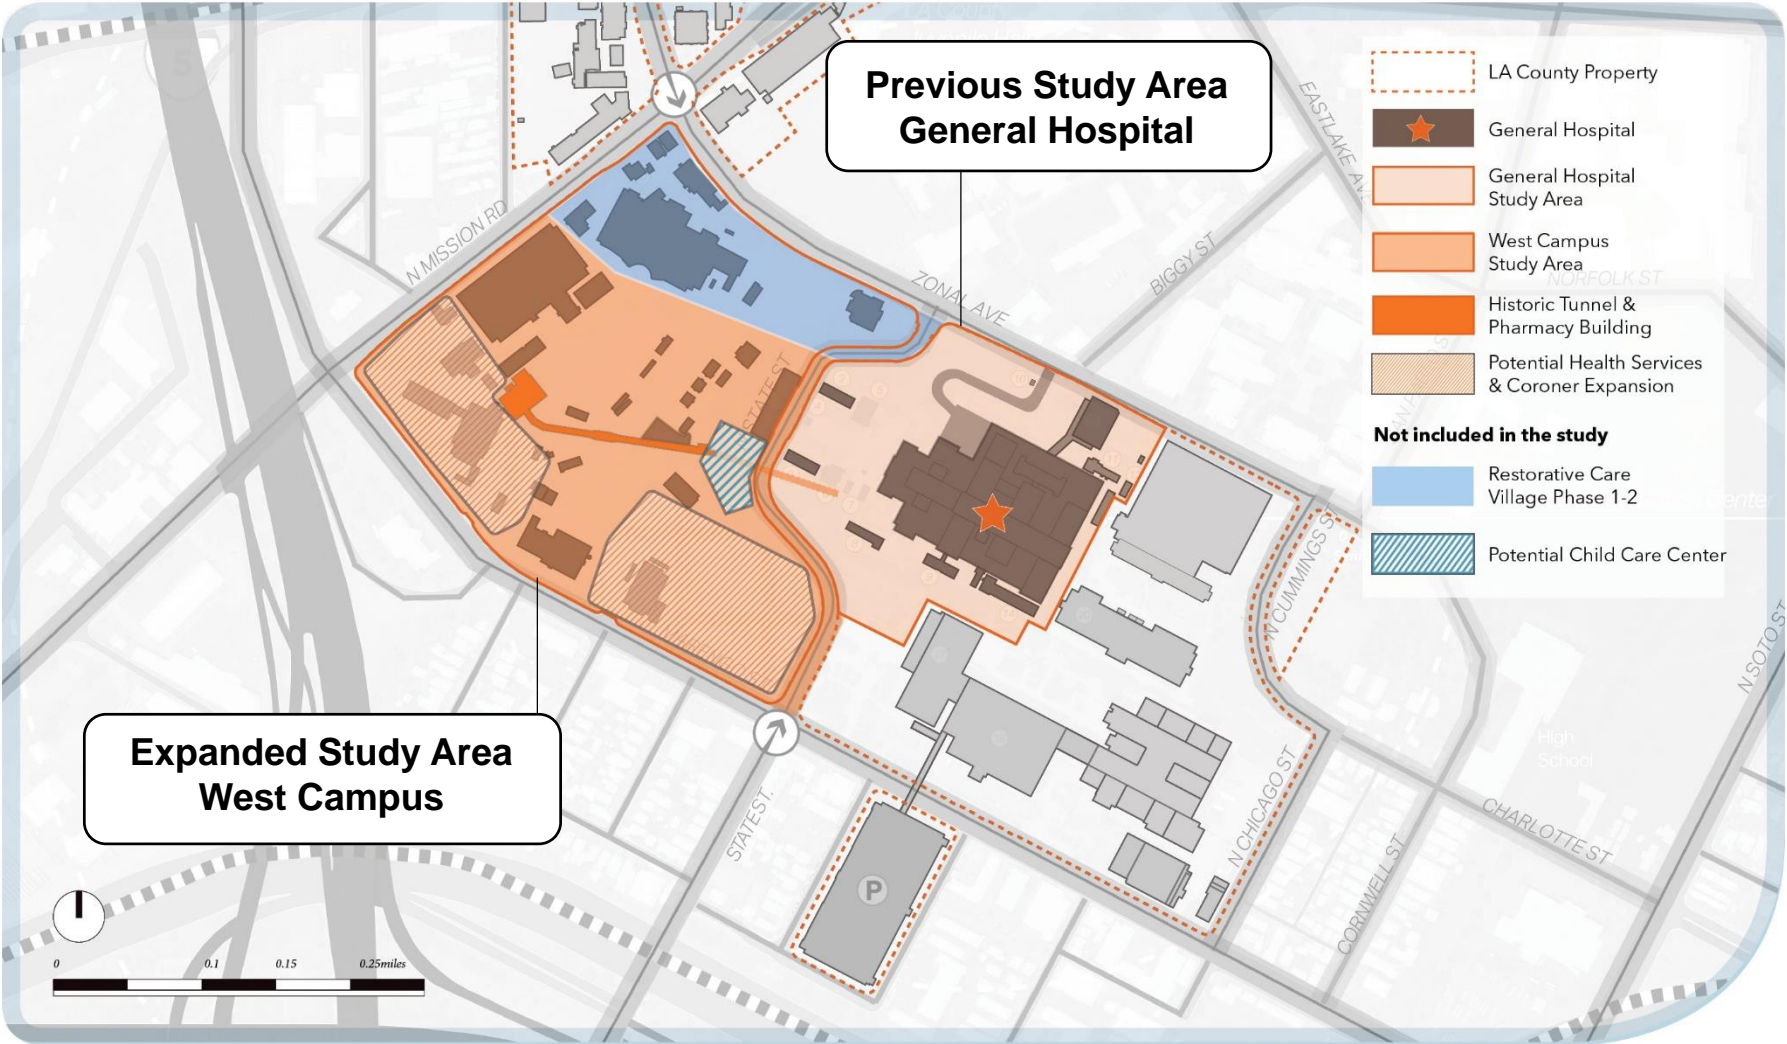 Previous Study Area
General Hospital
Expanded Study Area
West Campus
LA County Property
General Hospital
General Hospital
Study Area
West Campus
Study Area
Historic Tunnel &
Pharmacy Building
Potential Health Services
& Coroner Expansion
Not included in the study
Restorative Care
Village Phase 1-2
Potential Child Care Center
N MISSION RD
ZONAL AVE
BIGGY ST
EASTLAKE AVE
NORFOLK ST
STATE ST
N CUMMINGS ST
N SOTO ST
High
School
CHARLOTTE ST
N CHICAGO ST
CORNWELL ST
STATE ST.
P
5
0
0.1
0.15
0.25miles